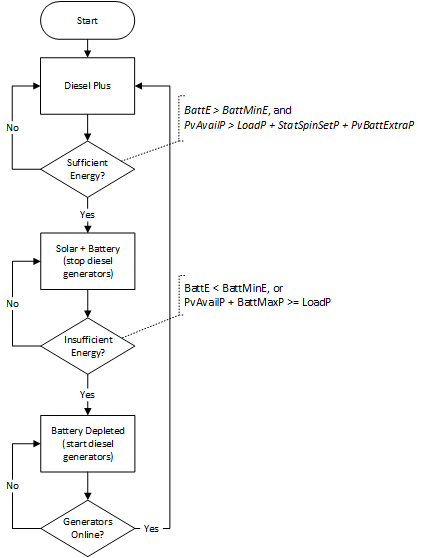 Start
Diesel Plus
BattE > BattMinE, and
PvAvailP > LoadP + StatSpinSetP + PvBattExtraP
No
Sufficient
Energy?
Yes
Solar + Battery
(stop diesel
generators)
BattE < BattMinE, or
PvAvailP + BattMaxP >= LoadP
No
Insufficient
Energy?
Yes
Battery Depleted
(start diesel
generators)
No
Generators
Online?
Yes